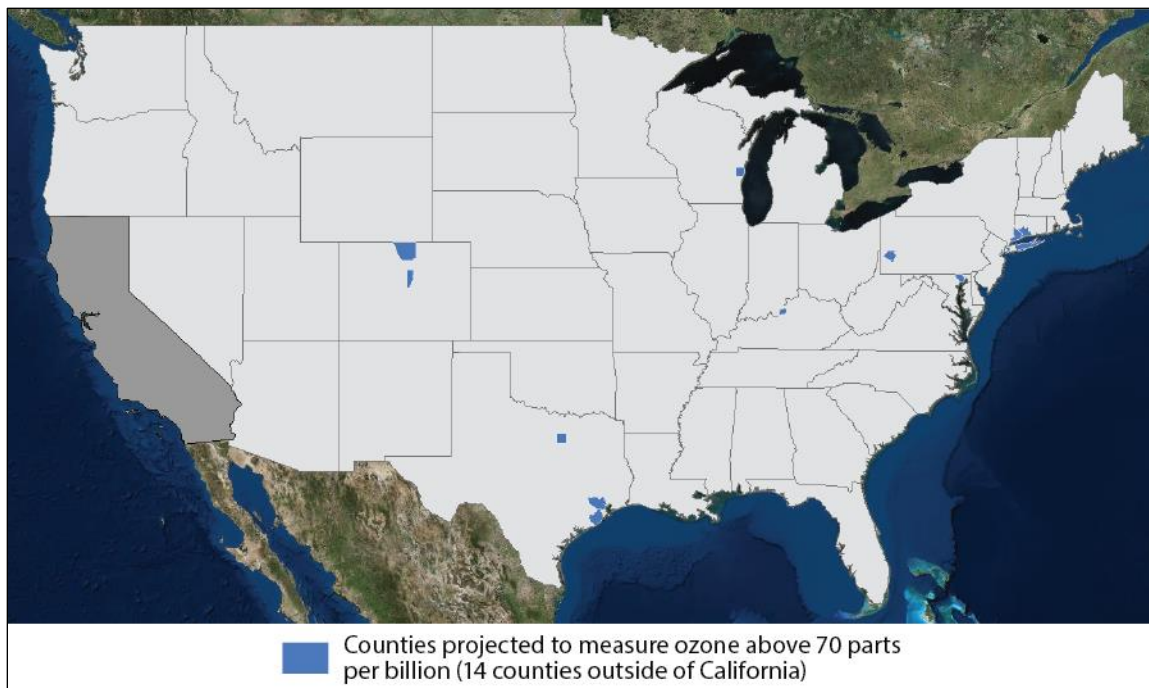 Counties projected to measure ozone above 70 parts
per billion (14 counties outside of California)